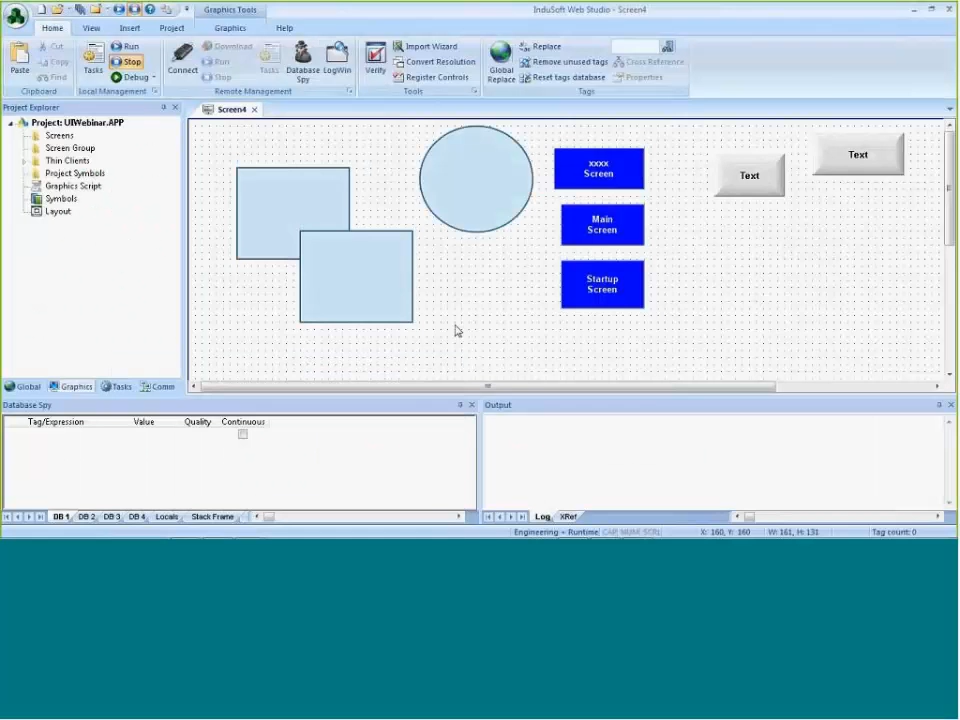 Graphics Tools
InduSoft Web Studio - Screen4
Home View Insert Project Graphics Help
Paste
Cut
Copy
Find
Clipboard
Tasks
Run
Stop
Debug
Local Management
Connect
Download
Run
Stop
Tasks
Database Spy
LogWin
Remote Management
Verify
Import Wizard
Convert Resolution
Register Controls
Tools
Global Replace
Replace
Remove unused tags
Reset tags database
Cross Reference
Properties
Tags
Project Explorer
Screen4
Project: UIWebinar.APP
Screens
Screen Group
Thin Clients
Project Symbols
Graphics Script
Symbols
Layout
xxxx
Screen
Main
Screen
Startup
Screen
Text
Text
Global Graphics Tasks Comm
Database Spy
Tag/Expression Value Quality Continuous
DB 1 DB 2 DB 3 DB 4 Locals Stack Frame
Output
Log XRef
Engineering + Runtime CAP NUM SCRL X: 160, Y: 160 W: 161, H: 131 Tag count: 0